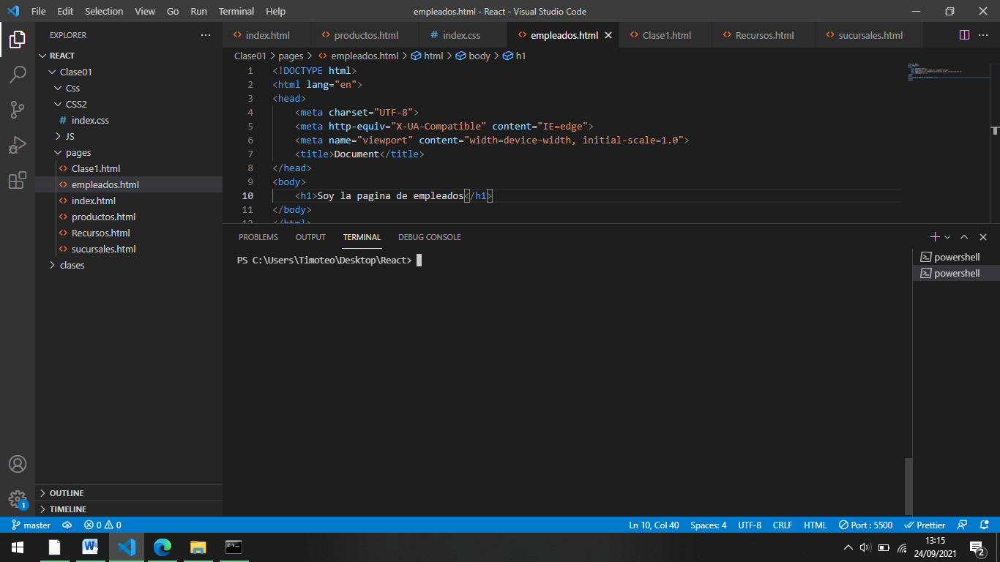 File Edit Selection View Go Run Terminal Help
empleados.html - React - Visual Studio Code
EXPLORER
REACT
Clase01
Css
CSS2
# index.css
JS
pages
<> Clase1.html
<> empleados.html
<> index.html
<> productos.html
<> Recursos.html
<> sucursales.html
clases
OUTLINE
TIMELINE
<> index.html <> productos.html # index.css <> empleados.html <> Clase1.html <> Recursos.html <> sucursales.html
Clase01 > pages > <> empleados.html > html > body > h1
1 <!DOCTYPE html>
2 <html lang="en">
3 <head>
4 <meta charset="UTF-8">
5 <meta http-equiv="X-UA-Compatible" content="IE=edge">
6 <meta name="viewport" content="width=device-width, initial-scale=1.0">
7 <title>Document</title>
8 </head>
9 <body>
10 <h1>Soy la pagina de empleados</h1>
11 </body>
12 </html>
PROBLEMS OUTPUT TERMINAL DEBUG CONSOLE
PS C:\Users\Timoteo\Desktop\React>
powershell
powershell
1
master 0 0 Ln 10, Col 40 Spaces: 4 UTF-8 CRLF HTML Port : 5500 Prettier
13:15
24/09/2021
2